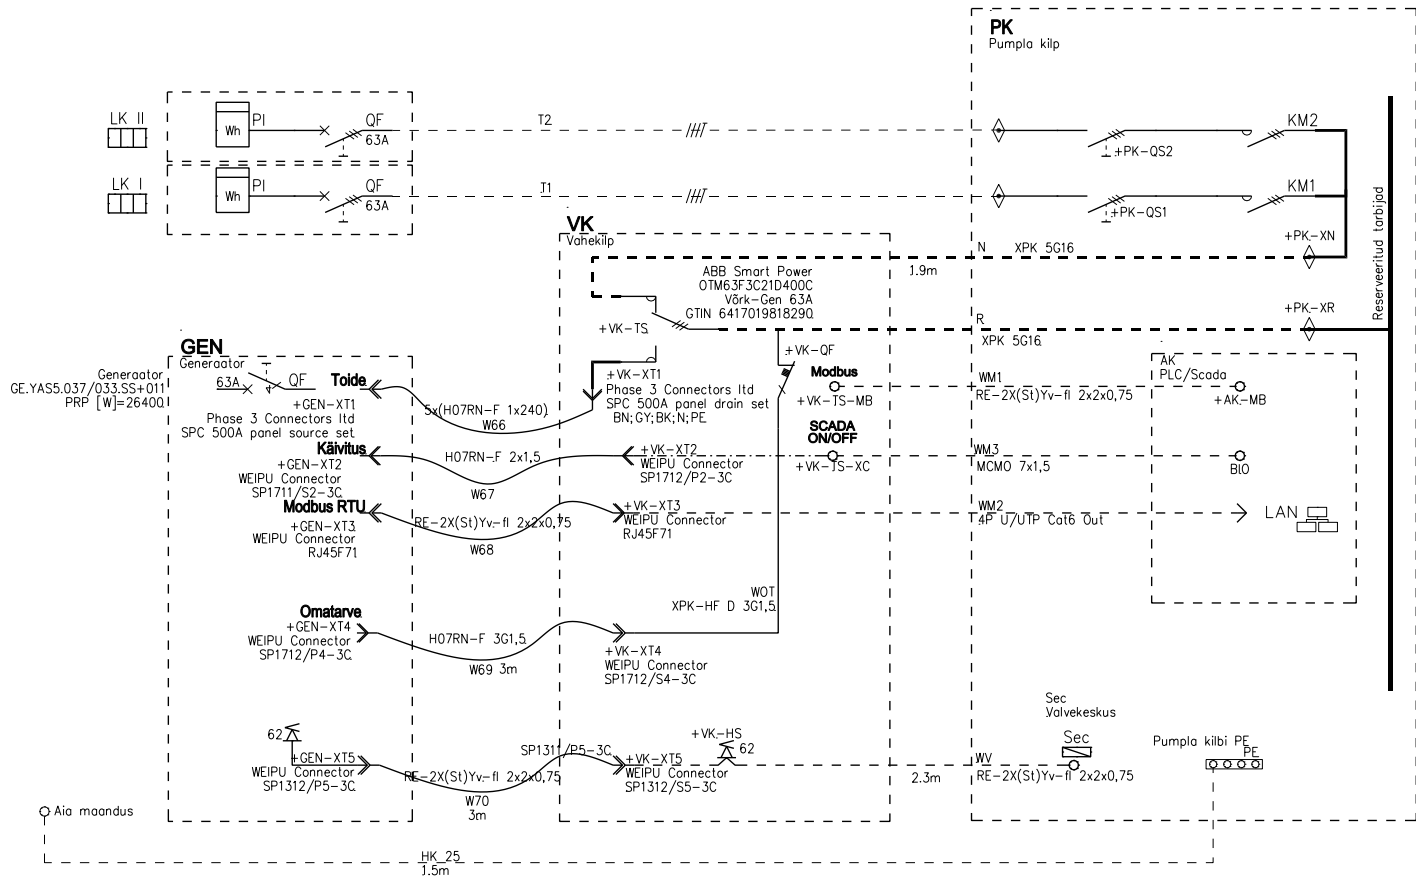 PK
Pumpla kilp
LK II
Wh
PI
QF
63A
T2
+PK-QS2
KM2
LK I
Wh
PI
QF
63A
T1
+PK-QS1
KM1
VK
Vahekilp
N
XPK 5G16
1.9m
+PK-XN
Reserveeritud tarbijad
ABB Smart Power
OTM63F3C21D400C
Võrk-Gen 63A
GTIN 6417019818290
+VK-TS
R
XPK 5G16
+PK-XR
GEN
Generaator
Generaator
GE.YAS5.037/033.SS+011
PRP [W]=26400
63A
QF
Toide
+GEN-XT1
Phase 3 Connectors ltd
SPC 500A panel source set
5x(H07RN-F 1x240)
W66
+VK-XT1
Phase 3 Connectors ltd
SPC 500A panel drain set
BN;GY;BK;N;PE
+VK-QF
Modbus
+VK-TS-MB
WM1
RE-2X(St)Yv-fl 2x2x0,75
AK
PLC/Scada
+AK-MB
Käivitus
+GEN-XT2
WEIPU Connector
SP1711/S2-3C
H07RN-F 2x1,5
W67
+VK-XT2
WEIPU Connector
SP1712/P2-3C
SCADA
ON/OFF
+VK-TS-XC
WM3
MCMO 7x1,5
BIO
Modbus RTU
+GEN-XT3
WEIPU Connector
RJ45F71
RE-2X(St)Yv-fl 2x2x0,75
W68
+VK-XT3
WEIPU Connector
RJ45F71
WM2
4P U/UTP Cat6 Out
LAN
WOT
XPK-HF D 3G1,5
Omatarve
+GEN-XT4
WEIPU Connector
SP1712/P4-3C
H07RN-F 3G1,5
W69 3m
+VK-XT4
WEIPU Connector
SP1712/S4-3C
62
+GEN-XT5
WEIPU Connector
SP1312/P5-3C
SP1311/P5-3C
RE-2X(St)Yv-fl 2x2x0,75
W70
3m
+VK-XT5
WEIPU Connector
SP1312/S5-3C
+VK-HS
62
2.3m
WV
RE-2X(St)Yv-fl 2x2x0,75
Sec
Valvekeskus
Sec
Pumpla kilbi PE
PE
Aia maandus
HK 25
1.5m